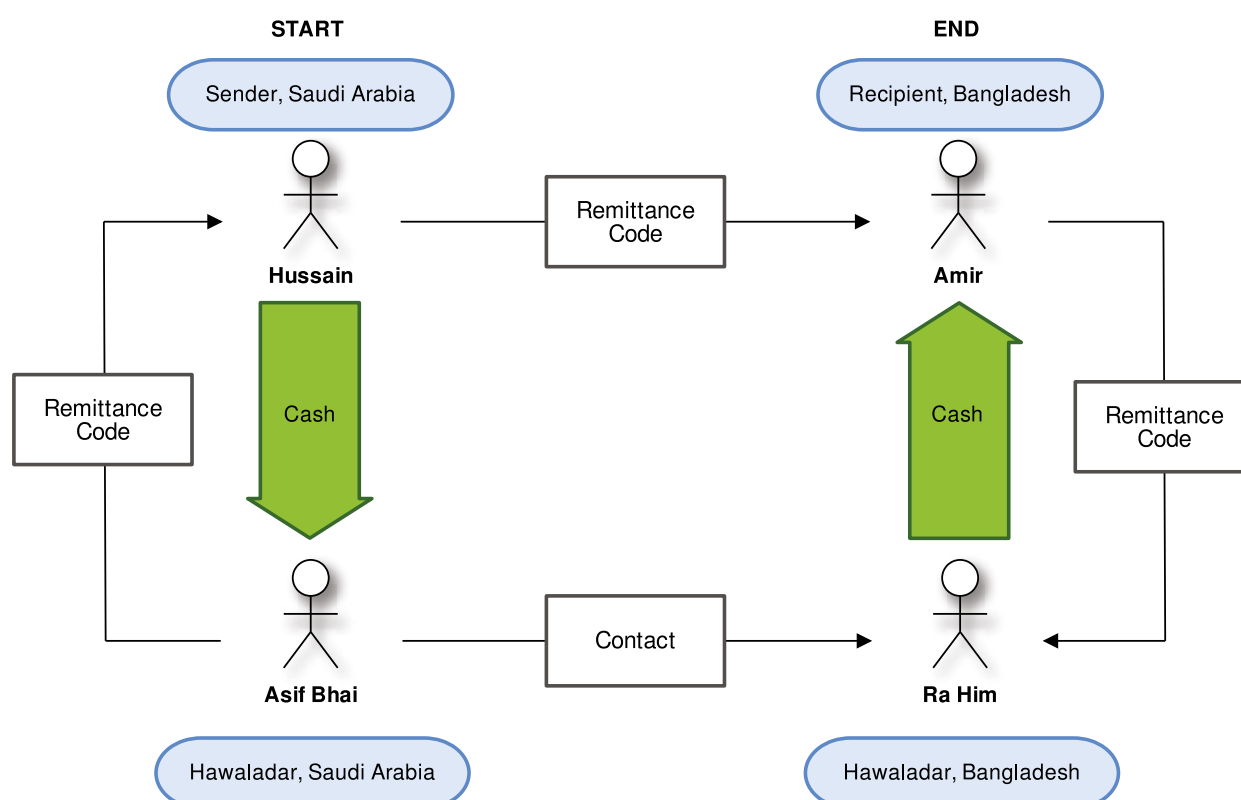 START
END
Sender, Saudi Arabia
Recipient, Bangladesh
Remittance
Code
Hussain
Amir
Remittance
Code
Cash
Cash
Remittance
Code
Contact
Asif Bhai
Ra Him
Hawaladar, Saudi Arabia
Hawaladar, Bangladesh